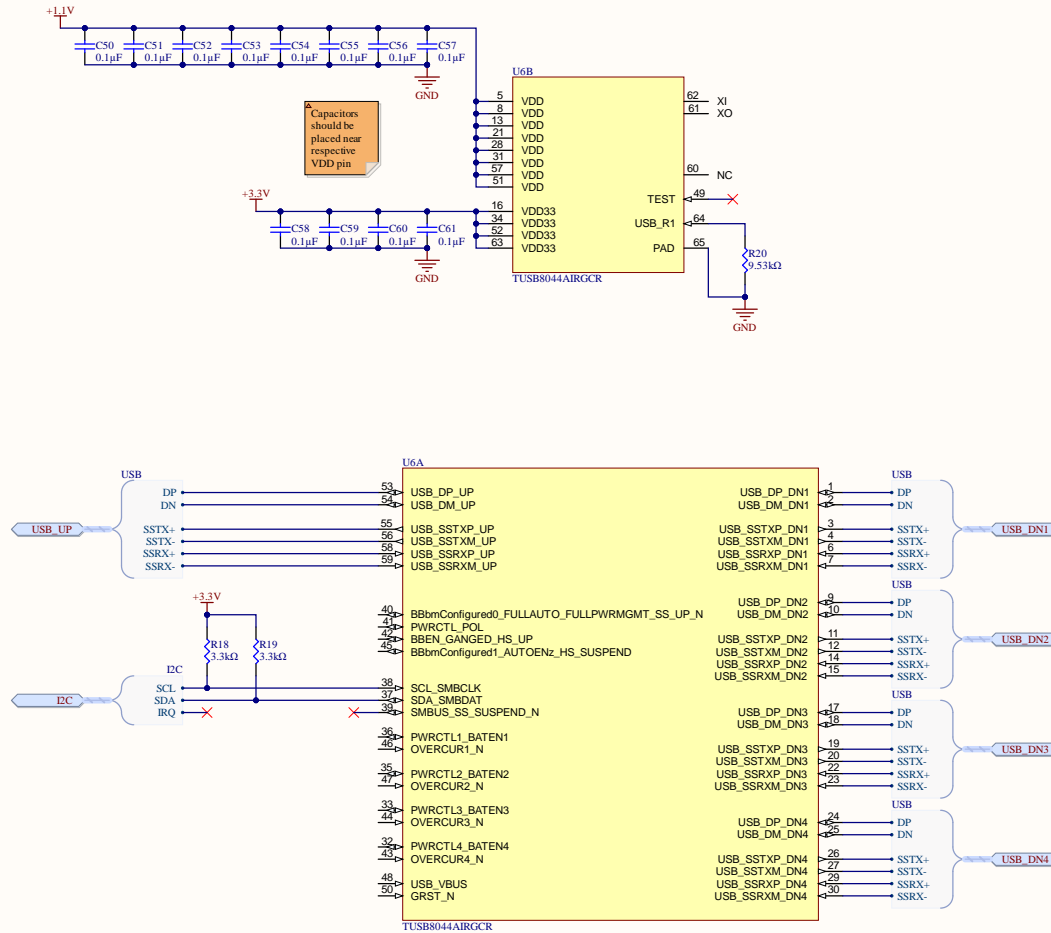 +1.1V
C50 C51 C52 C53 C54 C55 C56 C57
0.1µF 0.1µF 0.1µF 0.1µF 0.1µF 0.1µF 0.1µF 0.1µF
GND
Capacitors
should be
placed near
respective
VDD pin
+3.3V
C58 C59 C60 C61
0.1µF 0.1µF 0.1µF 0.1µF
GND
U6B
5 VDD
8 VDD
13 VDD
21 VDD
28 VDD
31 VDD
57 VDD
51 VDD
16 VDD33
34 VDD33
52 VDD33
63 VDD33
62 XI
61 XO
60 NC
TEST 49
USB_R1 64
PAD 65
TUSB8044AIRGCR
R20
9.53kΩ
GND
USB_UP
USB
DP
DN
SSTX+
SSTX-
SSRX+
SSRX-
+3.3V
R18 R19
3.3kΩ 3.3kΩ
I2C
I2C
SCL
SDA
IRQ
U6A
53 USB_DP_UP
54 USB_DM_UP
55 USB_SSTXP_UP
56 USB_SSTXM_UP
58 USB_SSRXP_UP
59 USB_SSRXM_UP
40 BBbmConfigured0_FULLAUTO_FULLPWRMGMT_SS_UP_N
41 PWRCTL_POL
42 BBEN_GANGED_HS_UP
45 BBbmConfigured1_AUTOENz_HS_SUSPEND
38 SCL_SMBCLK
37 SDA_SMBDAT
39 SMBUS_SS_SUSPEND_N
36 PWRCTL1_BATEN1
46 OVERCUR1_N
35 PWRCTL2_BATEN2
47 OVERCUR2_N
33 PWRCTL3_BATEN3
44 OVERCUR3_N
32 PWRCTL4_BATEN4
43 OVERCUR4_N
48 USB_VBUS
50 GRST_N
USB_DP_DN1 1
USB_DM_DN1 2
USB_SSTXP_DN1 3
USB_SSTXM_DN1 4
USB_SSRXP_DN1 6
USB_SSRXM_DN1 7
USB_DP_DN2 9
USB_DM_DN2 10
USB_SSTXP_DN2 11
USB_SSTXM_DN2 12
USB_SSRXP_DN2 14
USB_SSRXM_DN2 15
USB_DP_DN3 17
USB_DM_DN3 18
USB_SSTXP_DN3 19
USB_SSTXM_DN3 20
USB_SSRXP_DN3 22
USB_SSRXM_DN3 23
USB_DP_DN4 24
USB_DM_DN4 25
USB_SSTXP_DN4 26
USB_SSTXM_DN4 27
USB_SSRXP_DN4 29
USB_SSRXM_DN4 30
TUSB8044AIRGCR
USB
DP
DN
SSTX+
SSTX-
SSRX+
SSRX-
USB_DN1
USB
DP
DN
SSTX+
SSTX-
SSRX+
SSRX-
USB_DN2
USB
DP
DN
SSTX+
SSTX-
SSRX+
SSRX-
USB_DN3
USB
DP
DN
SSTX+
SSTX-
SSRX+
SSRX-
USB_DN4